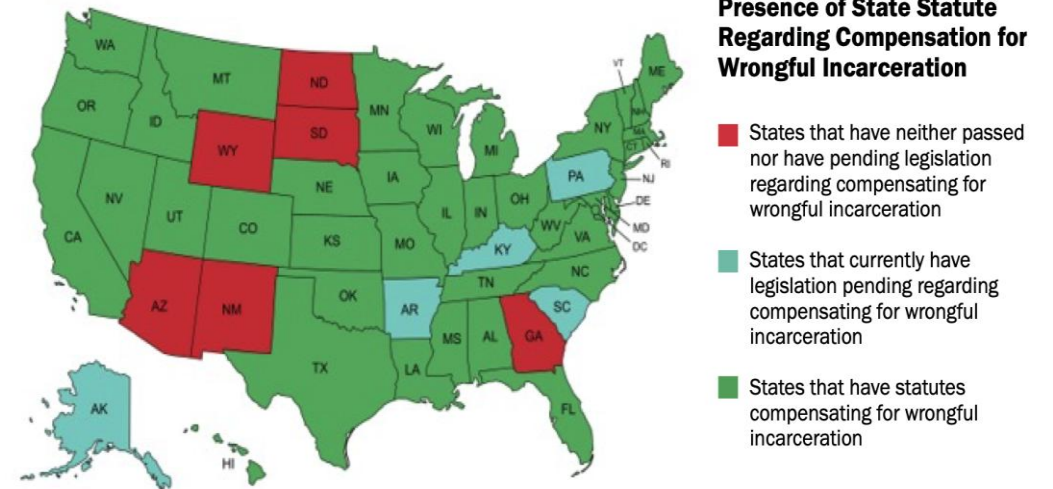 Presence of State Statute
Regarding Compensation for
Wrongful Incarceration
States that have neither passed
nor have pending legislation
regarding compensating for
wrongful incarceration
States that currently have
legislation pending regarding
compensating for wrongful
incarceration
States that have statutes
compensating for wrongful
incarceration
WA
OR
ID
MT
ND
MN
SD
WY
WI
MI
VT
NH
ME
NY
MA
CT
RI
NJ
PA
DE
MD
DC
NV
UT
CO
NE
IA
IL
IN
OH
WV
VA
CA
KS
MO
KY
NC
AZ
NM
OK
AR
TN
SC
TX
LA
MS
AL
GA
FL
AK
HI